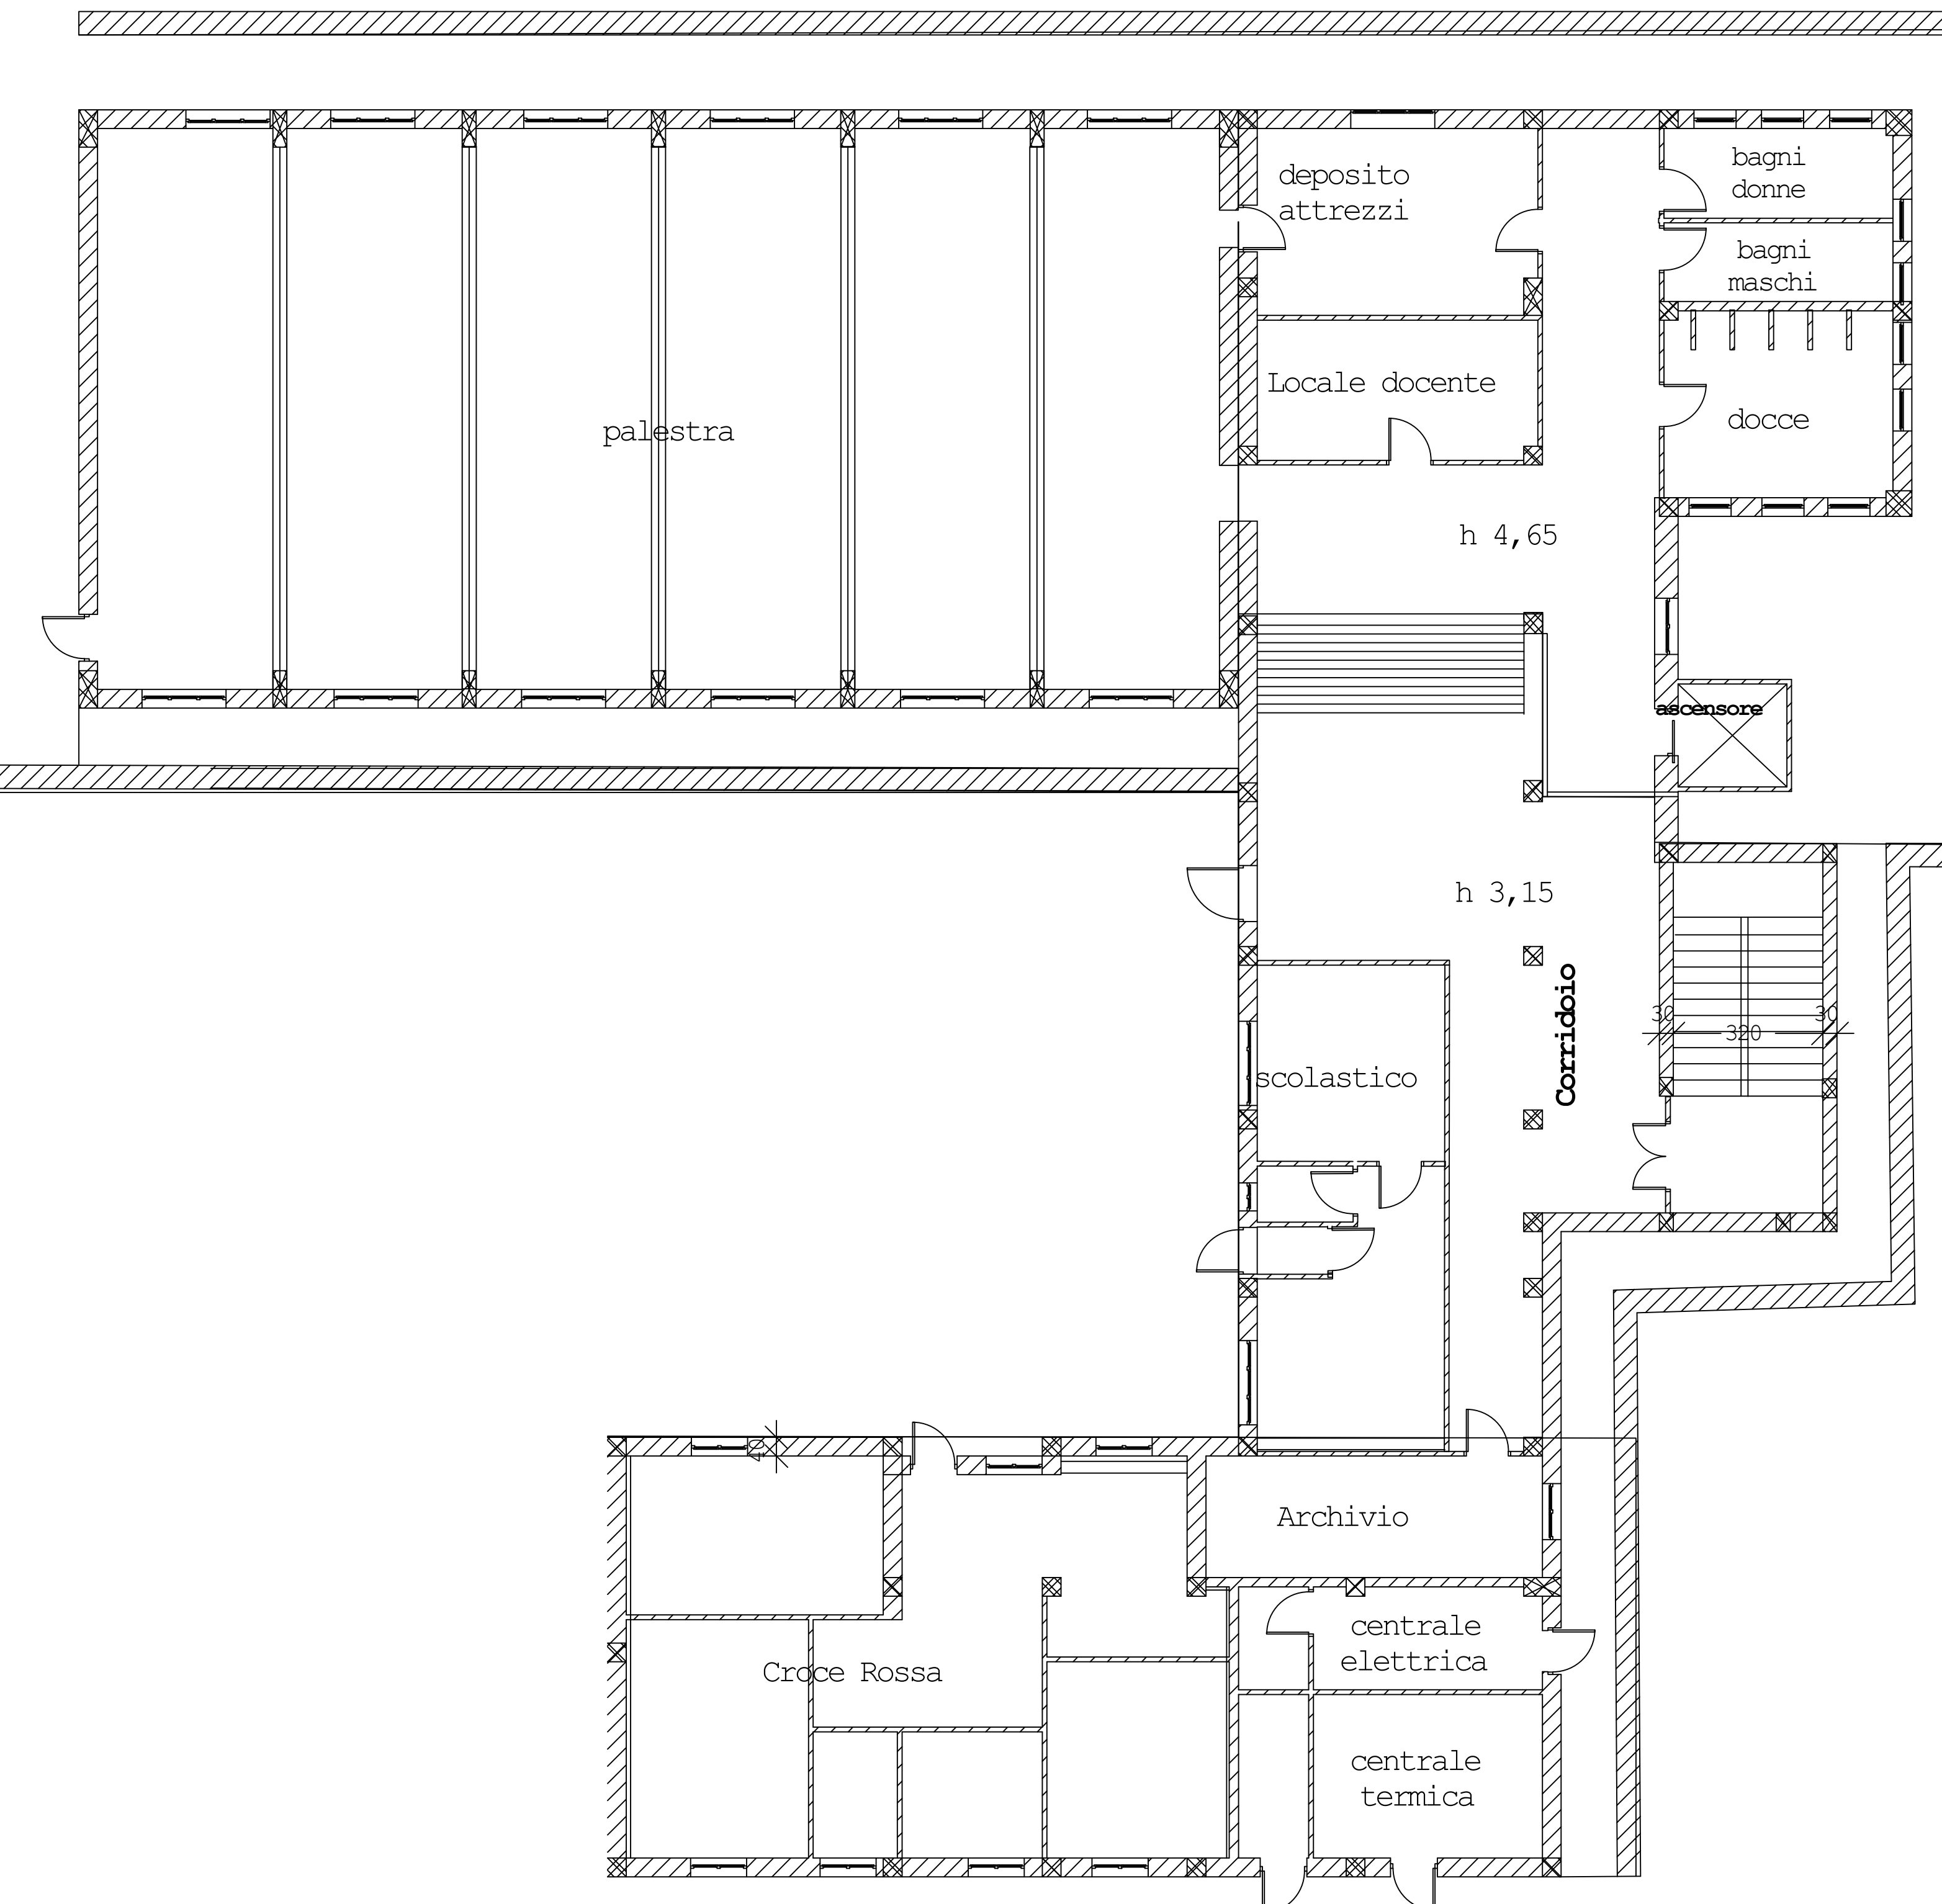 deposito
attrezzi
bagni
donne
bagni
maschi
Locale docente
docce
palestra
h 4,65
ascensore
h 3,15
Corridoio
30
320
30
scolastico
40
Archivio
centrale
elettrica
Croce Rossa
centrale
termica